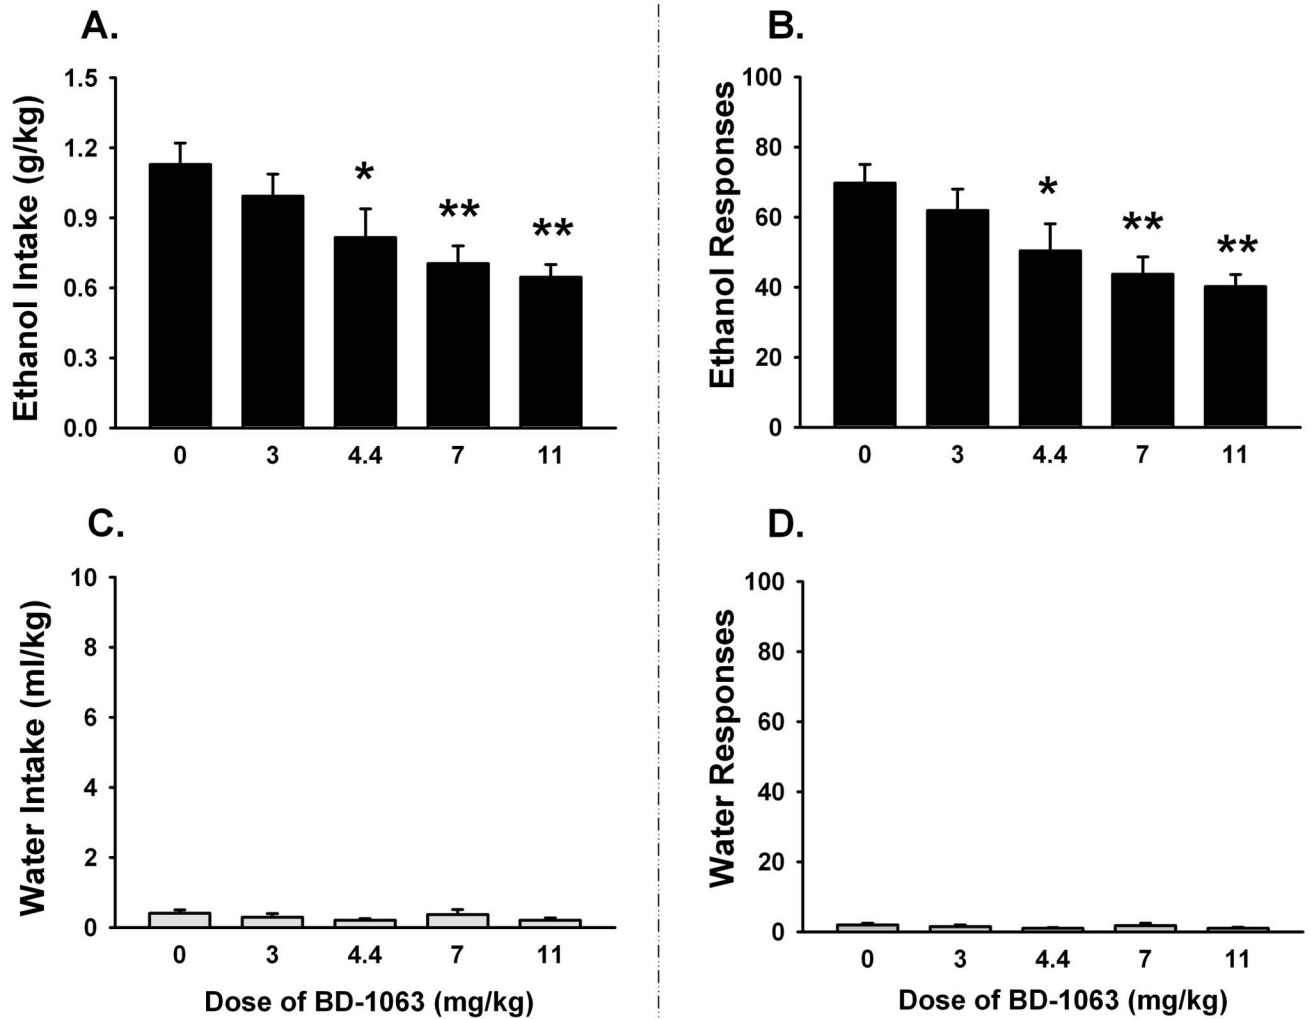 A.
Ethanol Intake (g/kg)
1.5
1.2
0.9
0.6
0.3
0.0
*
**
**
0 3 4.4 7 11
B.
Ethanol Responses
100
80
60
40
20
0
*
**
**
0 3 4.4 7 11
C.
Water Intake (ml/kg)
10
8
6
4
2
0
0 3 4.4 7 11
Dose of BD-1063 (mg/kg)
D.
Water Responses
100
80
60
40
20
0
0 3 4.4 7 11
Dose of BD-1063 (mg/kg)